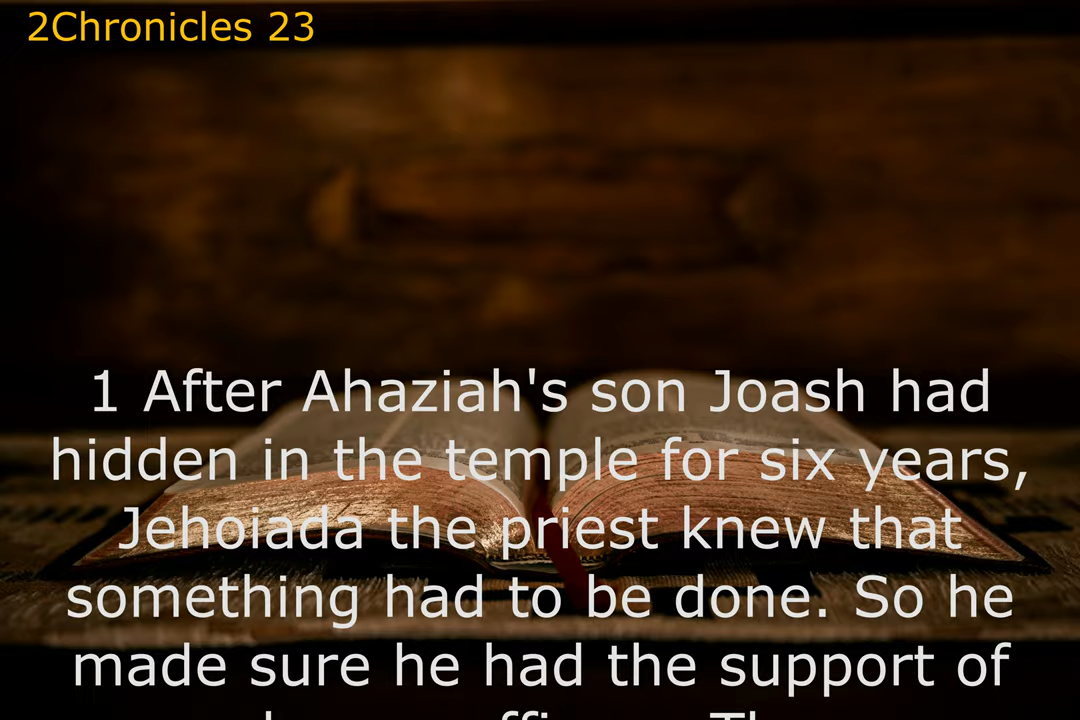 2Chronicles 23
1 After Ahaziah's son Joash had
hidden in the temple for six years,
Jehoiada the priest knew that
something had to be done. So he
made sure he had the support of